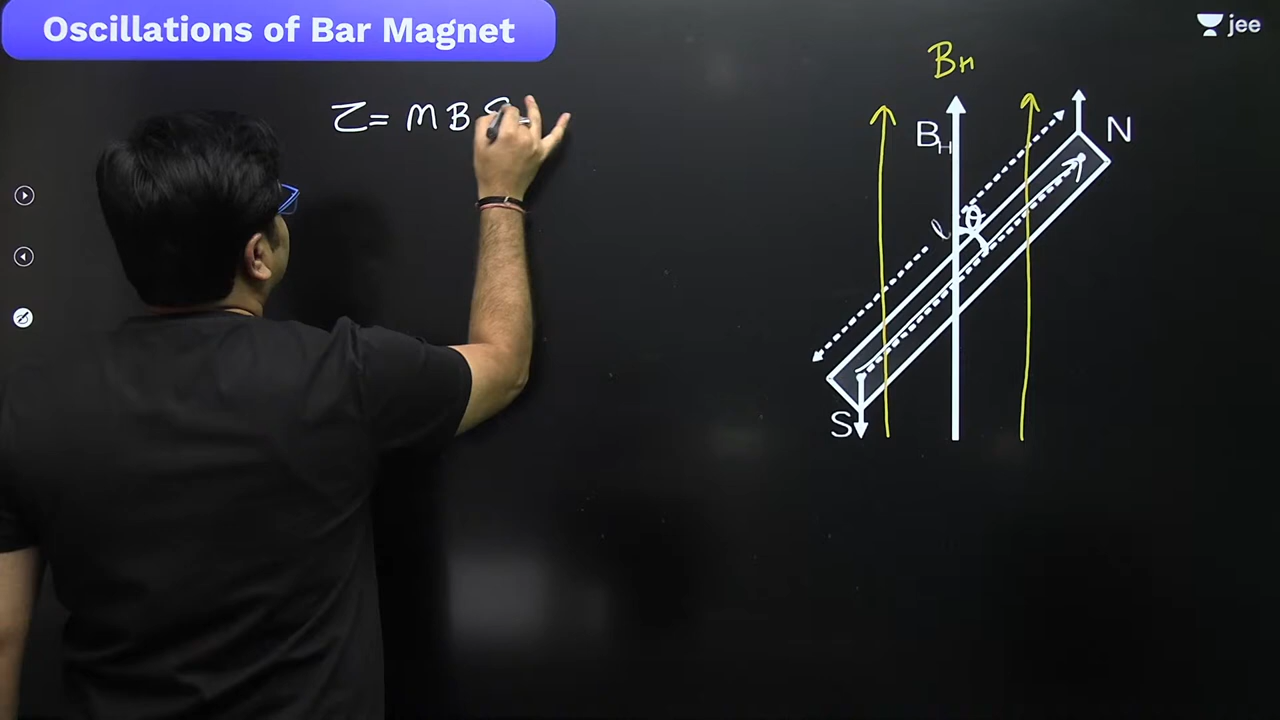 Oscillations of Bar Magnet
jee
BH
τ= MB
BH
N
θ
l
S